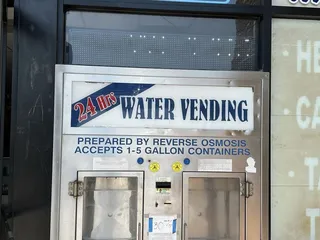 24 Hrs WATER VENDING
PREPARED BY REVERSE OSMOSIS
ACCEPTS 1-5 GALLON CONTAINERS